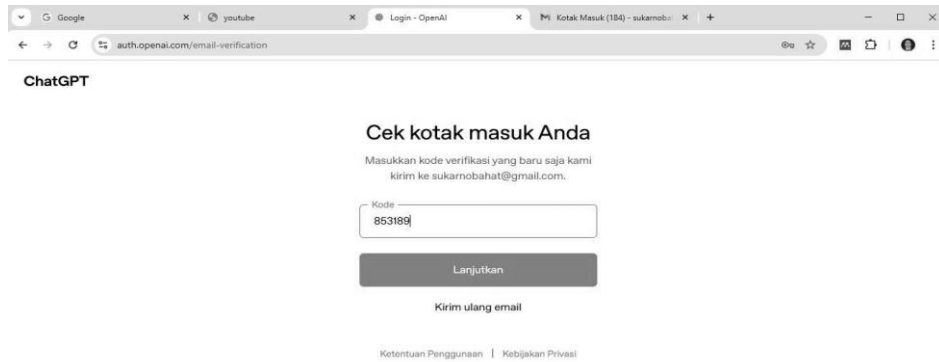 Google
youtube
Login - OpenAI
Kotak Masuk (184) - sukarnoba
auth.openai.com/email-verification
ChatGPT
Cek kotak masuk Anda
Masukkan kode verifikasi yang baru saja kami
kirim ke sukarnobahat@gmail.com.
Kode
853189
Lanjutkan
Kirim ulang email
Ketentuan Penggunaan | Kebijakan Privasi